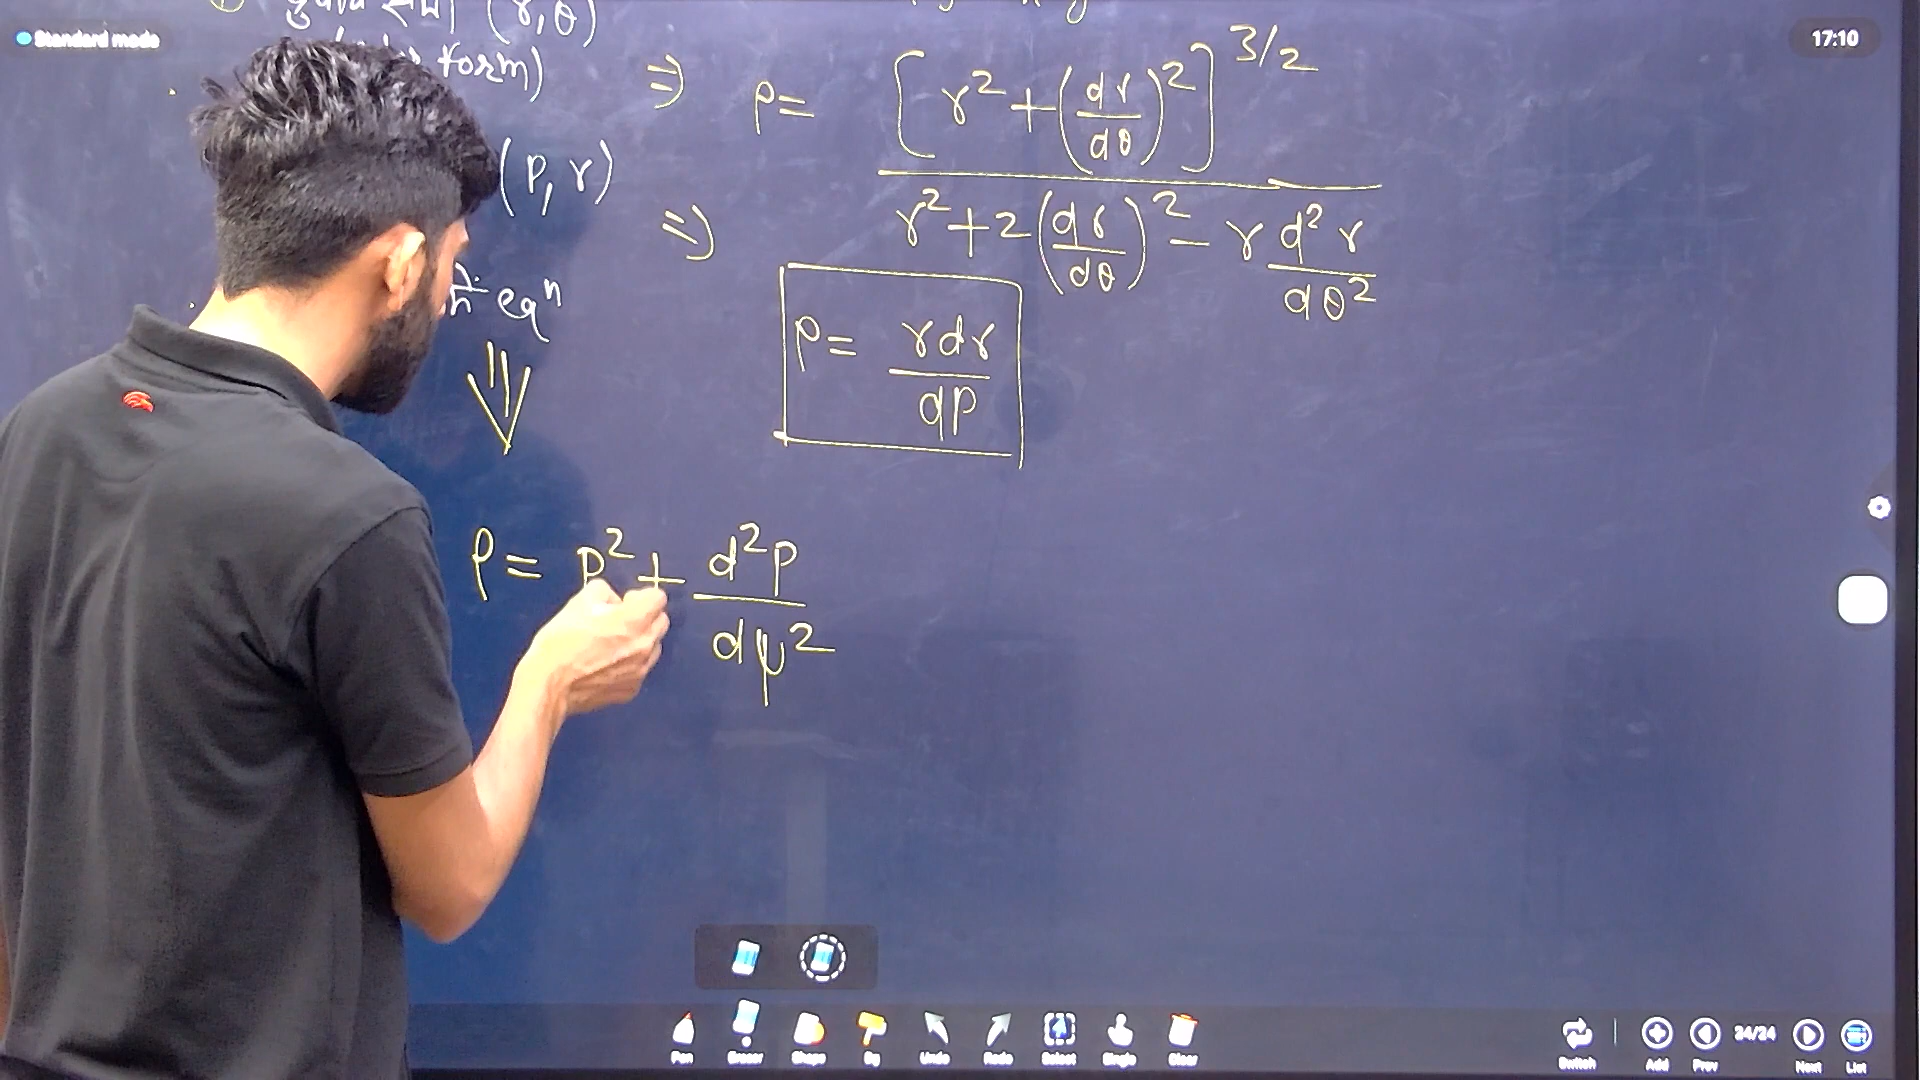 Standard mode
17:10
(r, θ)
form)
⇒ ρ = [r² + (dr/dθ)²]^3/2 / r² + 2(dr/dθ)² − r d²r/dθ²
(p, r)
⇒ ρ = r dr/dp
eqⁿ
ρ = p² + d²p/dψ²
Pen Eraser Shape Bg Undo Redo Select Single Clear
Switch Add Prev 24/24 Next List